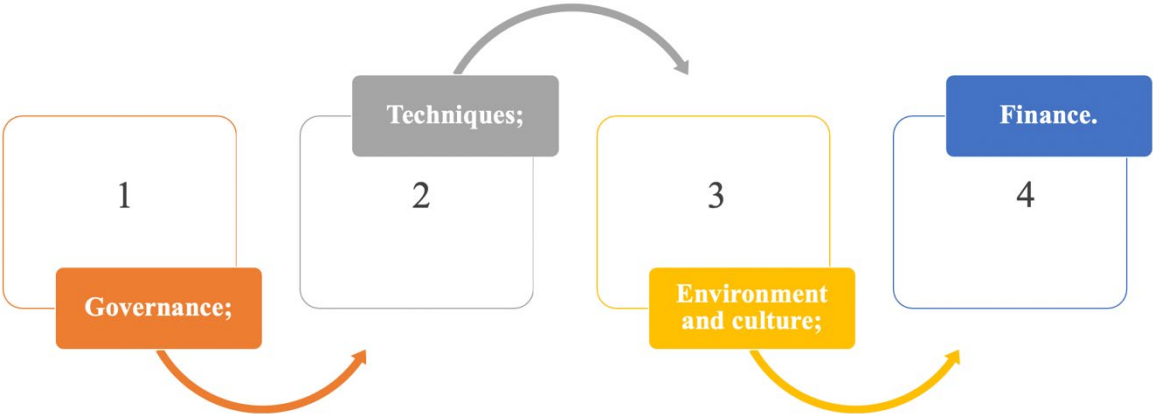 1
Governance;
Techniques;
2
3
Environment
and culture;
Finance.
4